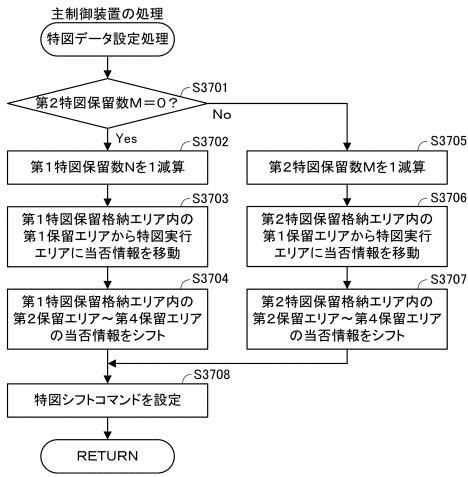 主制御装置の処理
特図データ設定処理
S3701
第2特図保留数M=0?
No
Yes
S3702
第1特図保留数Nを1減算
S3703
第1特図保留格納エリア内の
第1保留エリアから特図実行
エリアに当否情報を移動
S3704
第1特図保留格納エリア内の
第2保留エリア~第4保留エリア
の当否情報をシフト
S3705
第2特図保留数Mを1減算
S3706
第2特図保留格納エリア内の
第1保留エリアから特図実行
エリアに当否情報を移動
S3707
第2特図保留格納エリア内の
第2保留エリア~第4保留エリア
の当否情報をシフト
S3708
特図シフトコマンドを設定
RETURN